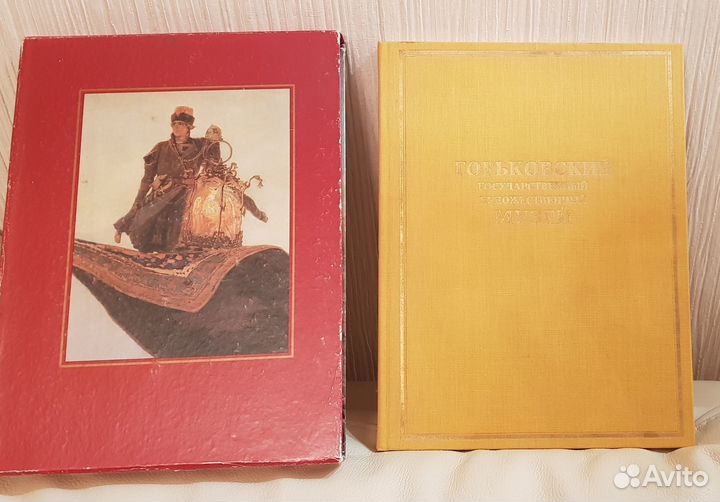 ГОРЬКОВСКИЙ
ГОСУДАРСТВЕННЫЙ
ХУДОЖЕСТВЕННЫЙ
МУЗЕЙ
Avito